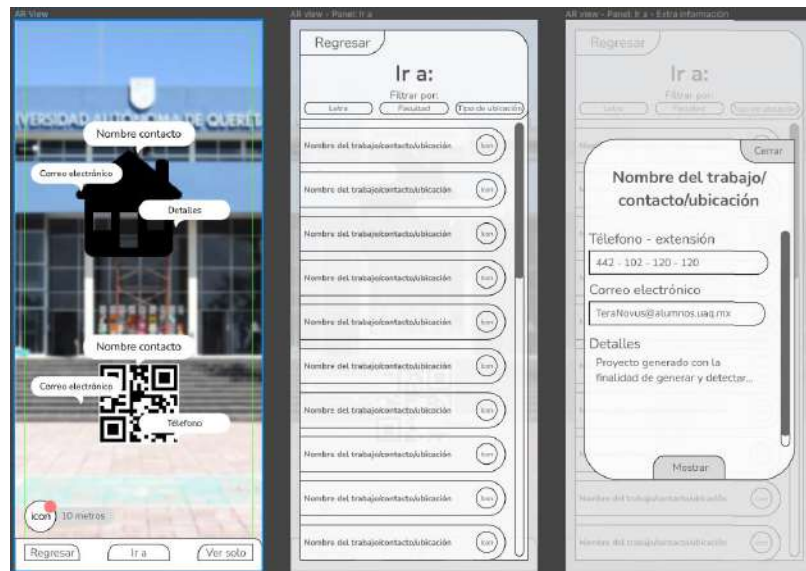 AR View
IVERSIDAD AUTÓNOMA DE QUERÉT
Nombre contacto
Correo electrónico
Detalles
Nombre contacto
Correo electrónico
Télefono
icon
10 metros
Regresar
Ir a
Ver solo
AR view - Panel: Ir a
Regresar
Ir a:
Filtrar por:
Letra
Facultad
Tipo de ubicación
Nombre del trabajo/contacto/ubicación
Icon
Nombre del trabajo/contacto/ubicación
Icon
Nombre del trabajo/contacto/ubicación
Icon
Nombre del trabajo/contacto/ubicación
Icon
Nombre del trabajo/contacto/ubicación
Icon
Nombre del trabajo/contacto/ubicación
Icon
Nombre del trabajo/contacto/ubicación
Icon
Nombre del trabajo/contacto/ubicación
Icon
Nombre del trabajo/contacto/ubicación
Icon
Nombre del trabajo/contacto/ubicación
Icon
AR view - Panel: Ir a - Extra información
Regresar
Ir a:
Filtrar por:
Letra
Facultad
Cerrar
Nombre del trabajo/
contacto/ubicación
Télefono - extensión
442 - 102 - 120 - 120
Correo electrónico
TeraNovus@alumnos.uaq.mx
Detalles
Proyecto generado con la
finalidad de generar y detectar...
Mostrar
Nombre del trabajo/contacto/ubicación
Icon
Nombre del trabajo/contacto/ubicación
Icon